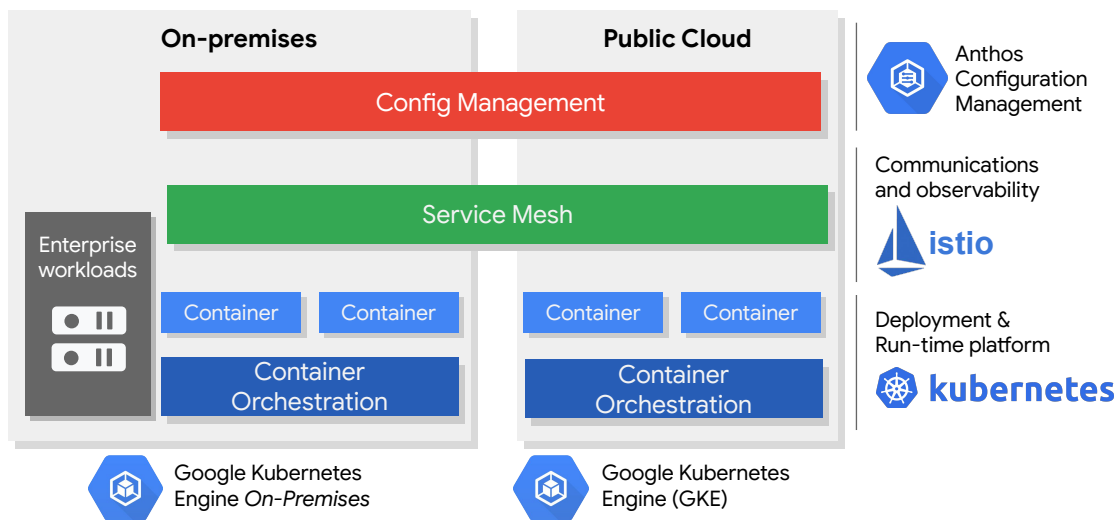 On-premises
Public Cloud
Config Management
Anthos
Configuration
Management
Service Mesh
Communications
and observability
istio
Enterprise
workloads
Container
Container
Container
Container
Deployment &
Run-time platform
kubernetes
Container
Orchestration
Container
Orchestration
Google Kubernetes
Engine On-Premises
Google Kubernetes
Engine (GKE)